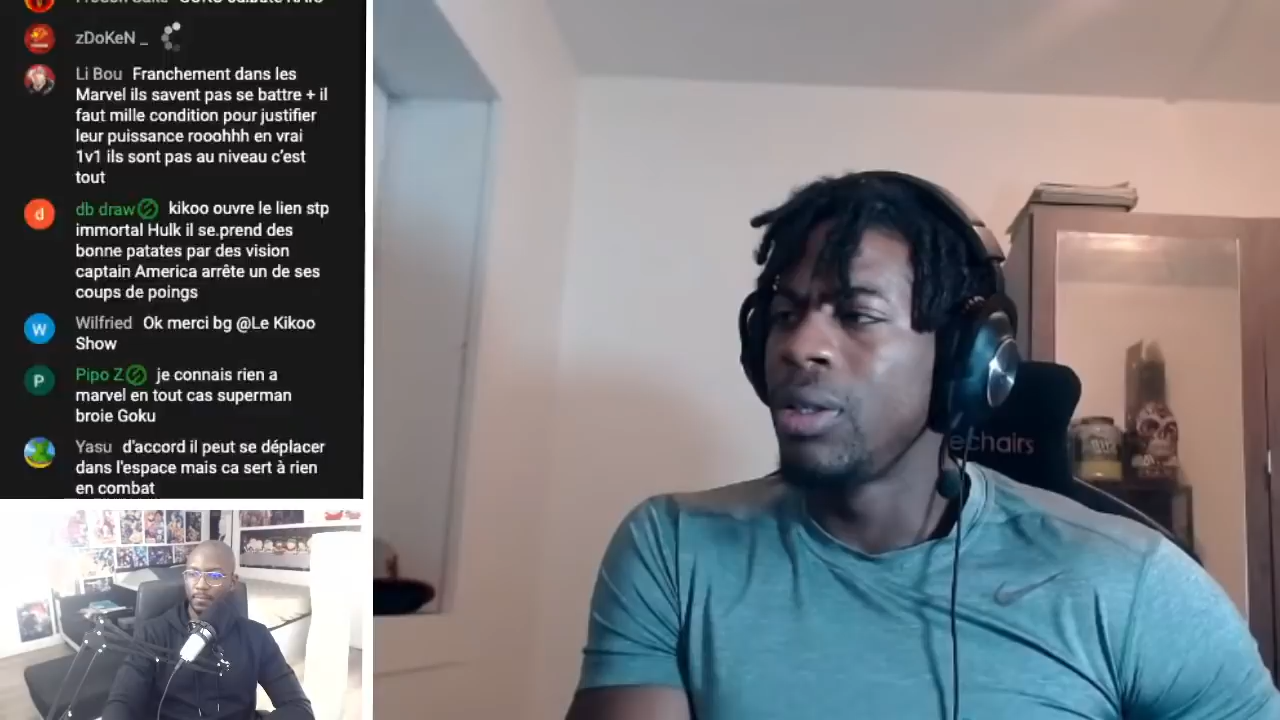 zDoKeN _
Li Bou Franchement dans les
Marvel ils savent pas se battre + il
faut mille condition pour justifier
leur puissance rooohhh en vrai
1v1 ils sont pas au niveau c'est
tout
db draw kikoo ouvre le lien stp
immortal Hulk il se.prend des
bonne patates par des vision
captain America arrête un de ses
coups de poings
Wilfried Ok merci bg @Le Kikoo
Show
Pipo Z je connais rien a
marvel en tout cas superman
broie Goku
Yasu d'accord il peut se déplacer
dans l'espace mais ca sert à rien
en combat
echairs